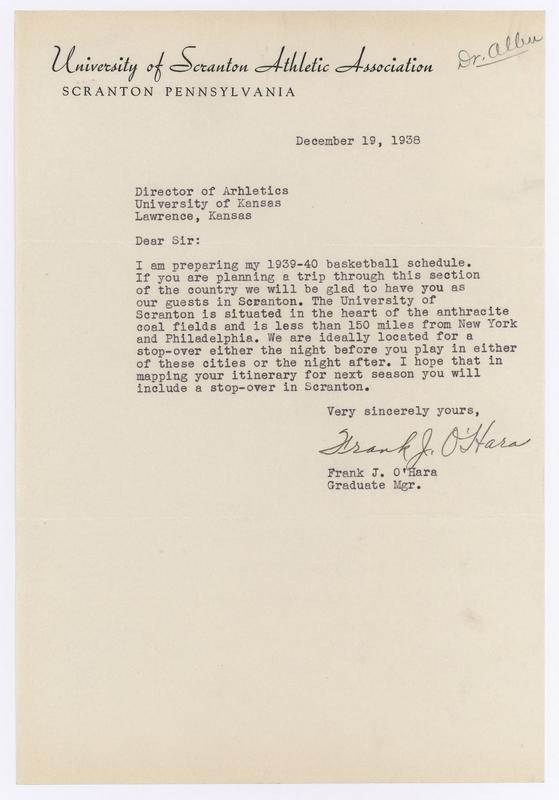 University of Scranton Athletic Association
Dr. Allen
SCRANTON PENNSYLVANIA
December 19, 1938
Director of Arhletics
University of Kansas
Lawrence, Kansas
Dear Sir:
I am preparing my 1939-40 basketball schedule.
If you are planning a trip through this section
of the country we will be glad to have you as
our guests in Scranton. The University of
Scranton is situated in the heart of the anthracite
coal fields and is less than 150 miles from New York
and Philadelphia. We are ideally located for a
stop-over either the night before you play in either
of these cities or the night after. I hope that in
mapping your itinerary for next season you will
include a stop-over in Scranton.
Very sincerely yours,
Frank J. O'Hara
Frank J. O'Hara
Graduate Mgr.